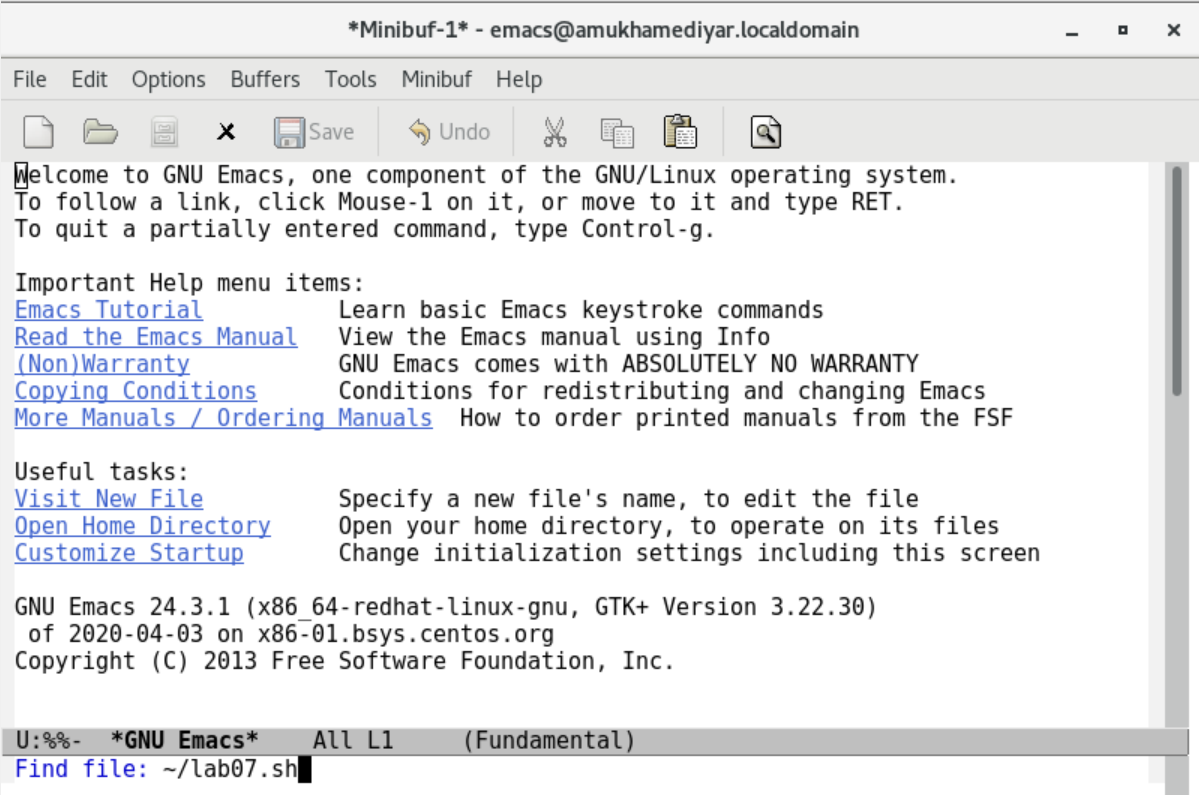 *Minibuf-1* - emacs@amukhamediyar.localdomain
File Edit Options Buffers Tools Minibuf Help
Save Undo
Welcome to GNU Emacs, one component of the GNU/Linux operating system.
To follow a link, click Mouse-1 on it, or move to it and type RET.
To quit a partially entered command, type Control-g.
Important Help menu items:
Emacs Tutorial Learn basic Emacs keystroke commands
Read the Emacs Manual View the Emacs manual using Info
(Non)Warranty GNU Emacs comes with ABSOLUTELY NO WARRANTY
Copying Conditions Conditions for redistributing and changing Emacs
More Manuals / Ordering Manuals How to order printed manuals from the FSF
Useful tasks:
Visit New File Specify a new file's name, to edit the file
Open Home Directory Open your home directory, to operate on its files
Customize Startup Change initialization settings including this screen
GNU Emacs 24.3.1 (x86_64-redhat-linux-gnu, GTK+ Version 3.22.30)
of 2020-04-03 on x86-01.bsys.centos.org
Copyright (C) 2013 Free Software Foundation, Inc.
U:%%- *GNU Emacs* All L1 (Fundamental)
Find file: ~/lab07.sh